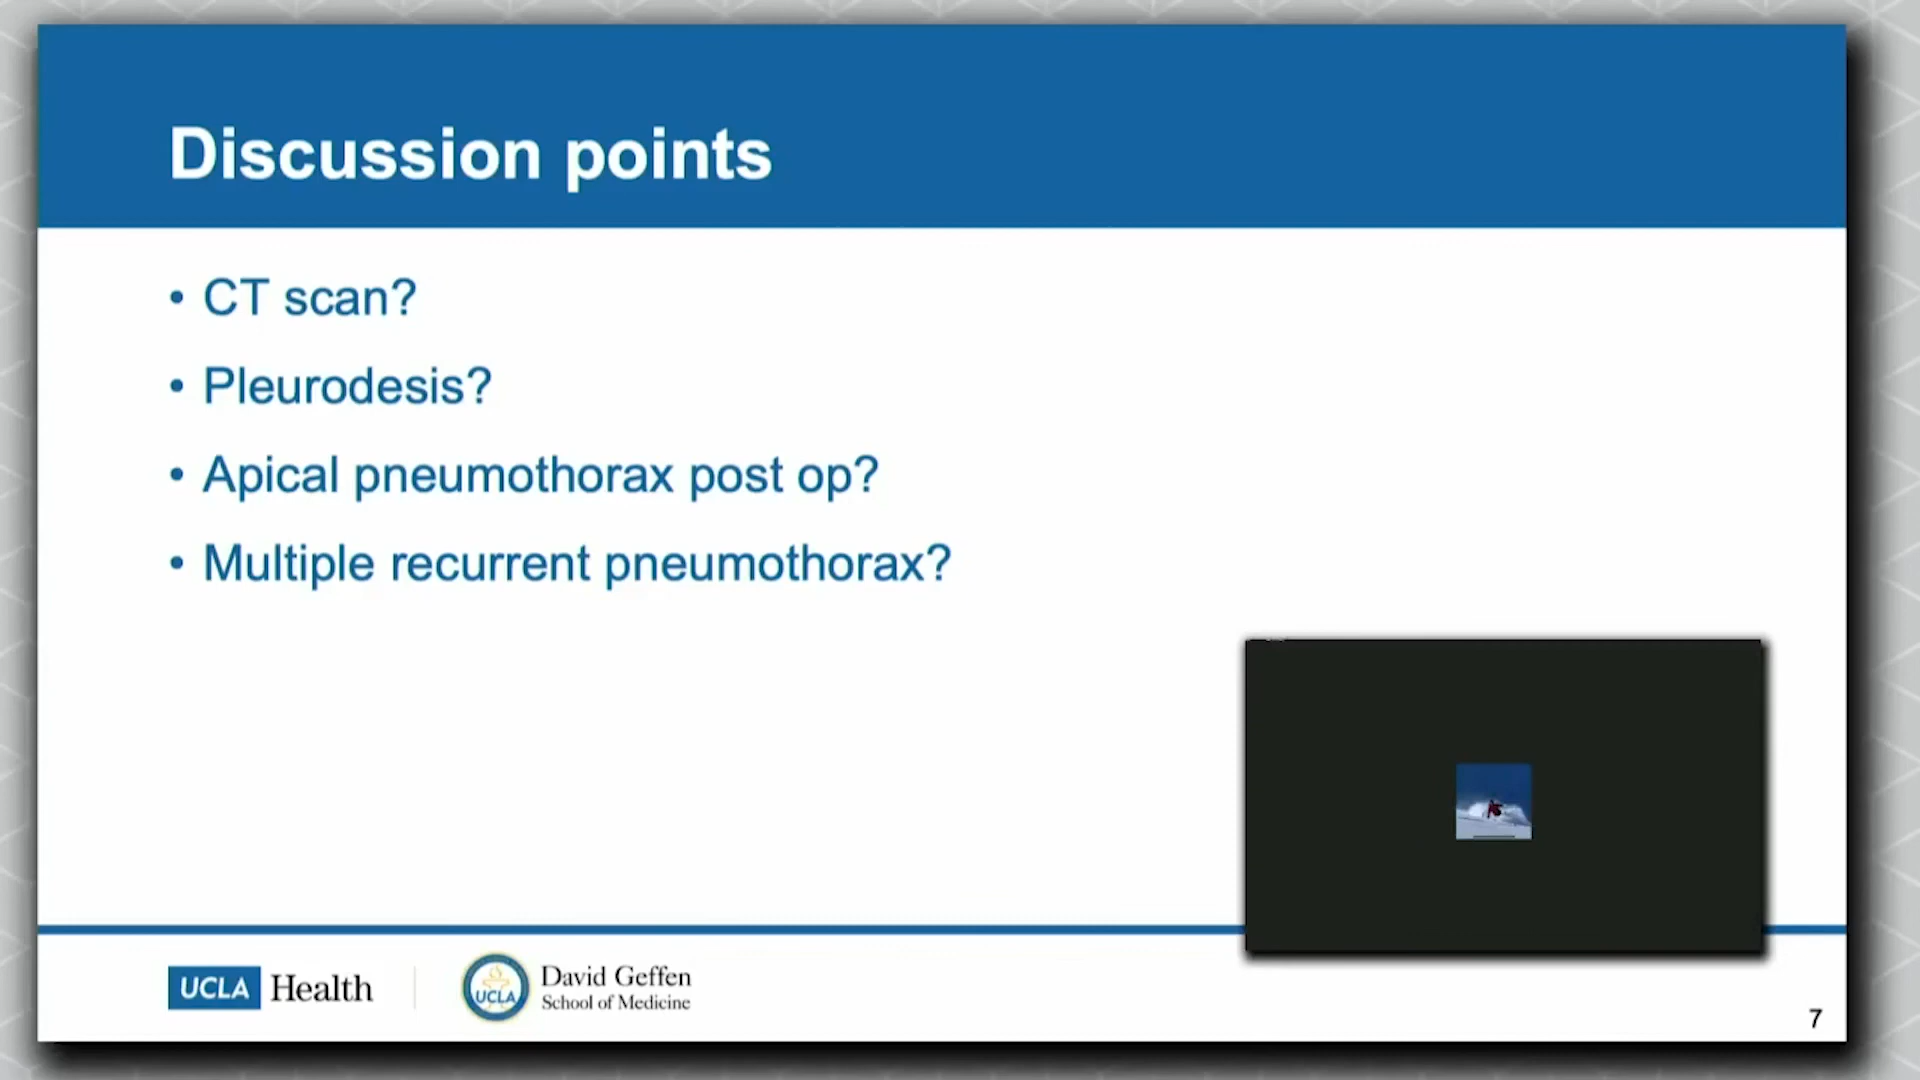 Discussion points
• CT scan?
• Pleurodesis?
• Apical pneumothorax post op?
• Multiple recurrent pneumothorax?
UCLA Health
UCLA
David Geffen
School of Medicine
7